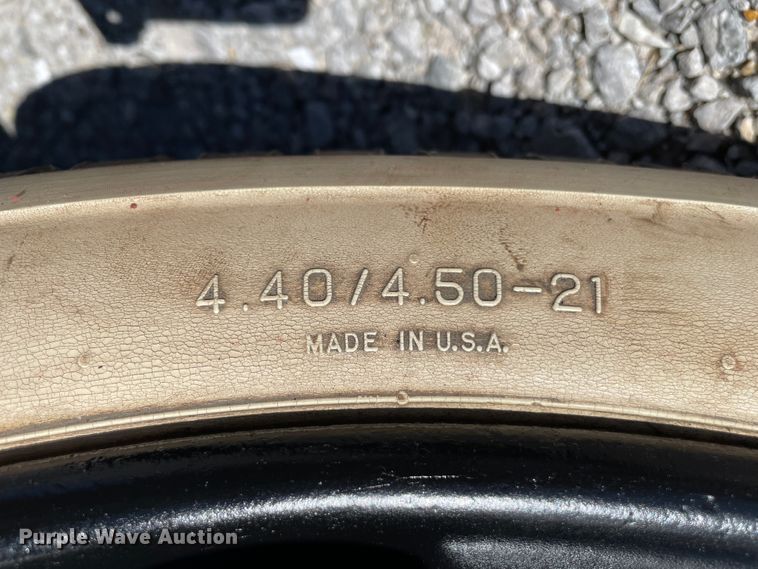 4.40/4.50-21
MADE IN U.S.A.
Purple Wave Auction